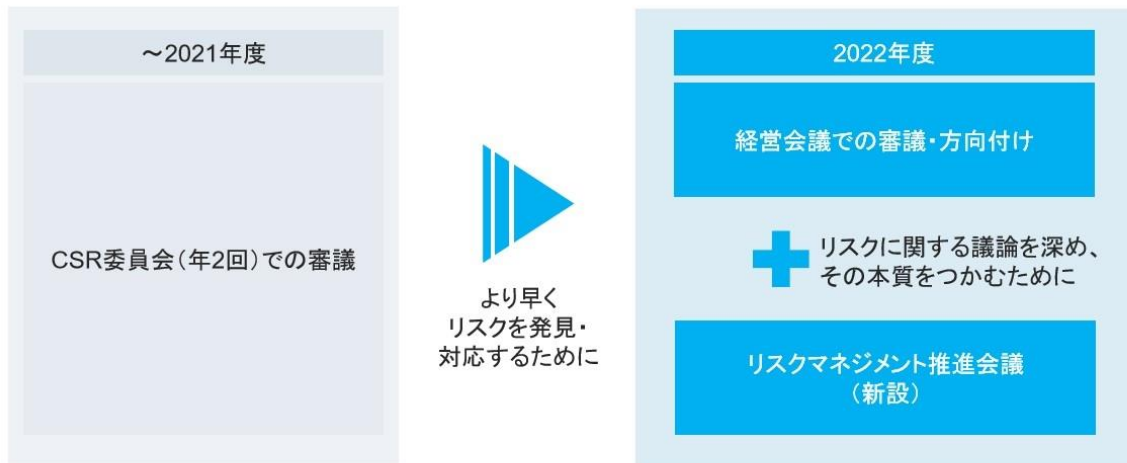 ～2021年度
CSR委員会（年2回）での審議
より早く
リスクを発見・
対応するために
2022年度
経営会議での審議・方向付け
リスクに関する議論を深め、
その本質をつかむために
リスクマネジメント推進会議
（新設）